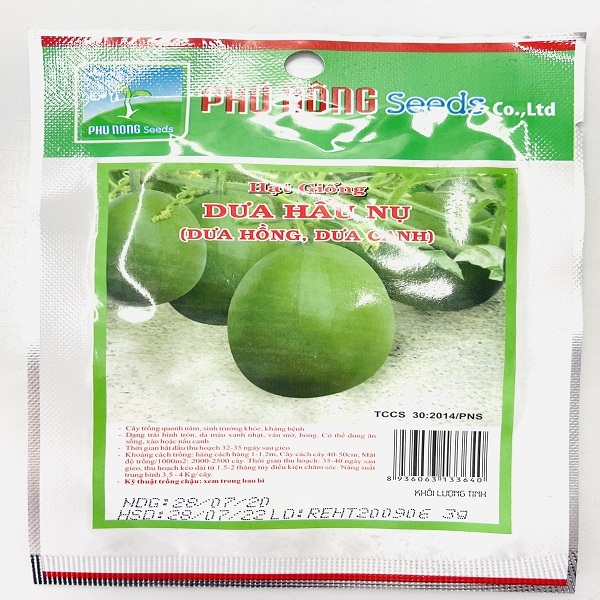 PHU NONG Seeds
PHU NÔNG Seeds Co.,Ltd
Hạt Giống
DƯA HẤU NỤ
(DƯA HỒNG, DƯA CANH)
TCCS 30:2014/PNS
- Cây trồng quanh năm, sinh trưởng khỏe, kháng bệnh
- Dạng trái hình tròn, da màu xanh nhạt, vân mờ, bóng. Có thể dùng ăn
sống, xào hoặc nấu canh
- Thời gian bắt đầu thu hoạch 32-35 ngày sau gieo
- Khoảng cách trồng: hàng cách hàng 1-1.2m, Cây cách cây 40-50cm, Mật
độ trồng/1000m2: 2000-2500 cây. Thời gian thu hoạch: 35-40 ngày sau
gieo, thu hoạch kéo dài từ 1.5-2 tháng tùy điều kiện chăm sóc. Năng suất
trung bình 3,5 - 4 Kg/ cây.
- Kỹ thuật trồng chậu: xem trong bao bì
8 936063 133640
KHỐI LƯỢNG TỊNH
NDG: 28/07/20
HSD: 28/07/22 LO: REHT200906 3g